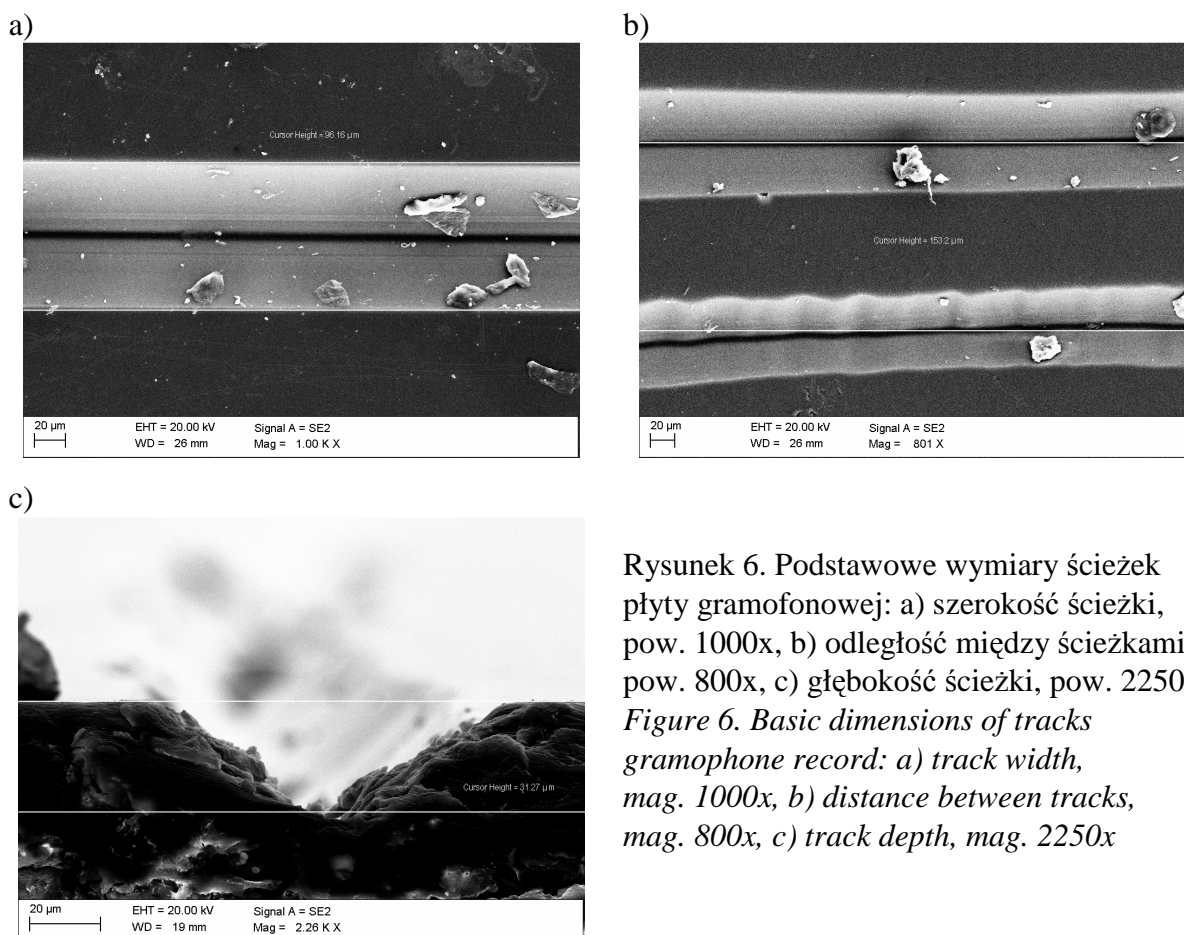 a)
Cursor Height = 96.16 µm
20 µm
EHT = 20.00 kV
Signal A = SE2
WD = 26 mm
Mag = 1.00 K X
b)
Cursor Height = 153.2 µm
20 µm
EHT = 20.00 kV
Signal A = SE2
WD = 26 mm
Mag = 801 X
c)
Cursor Height = 31.27 µm
20 µm
EHT = 20.00 kV
Signal A = SE2
WD = 19 mm
Mag = 2.26 K X
Rysunek 6. Podstawowe wymiary ścieżek
płyty gramofonowej: a) szerokość ścieżki,
pow. 1000x, b) odległość między ścieżkami
pow. 800x, c) głębokość ścieżki, pow. 2250
Figure 6. Basic dimensions of tracks
gramophone record: a) track width,
mag. 1000x, b) distance between tracks,
mag. 800x, c) track depth, mag. 2250x